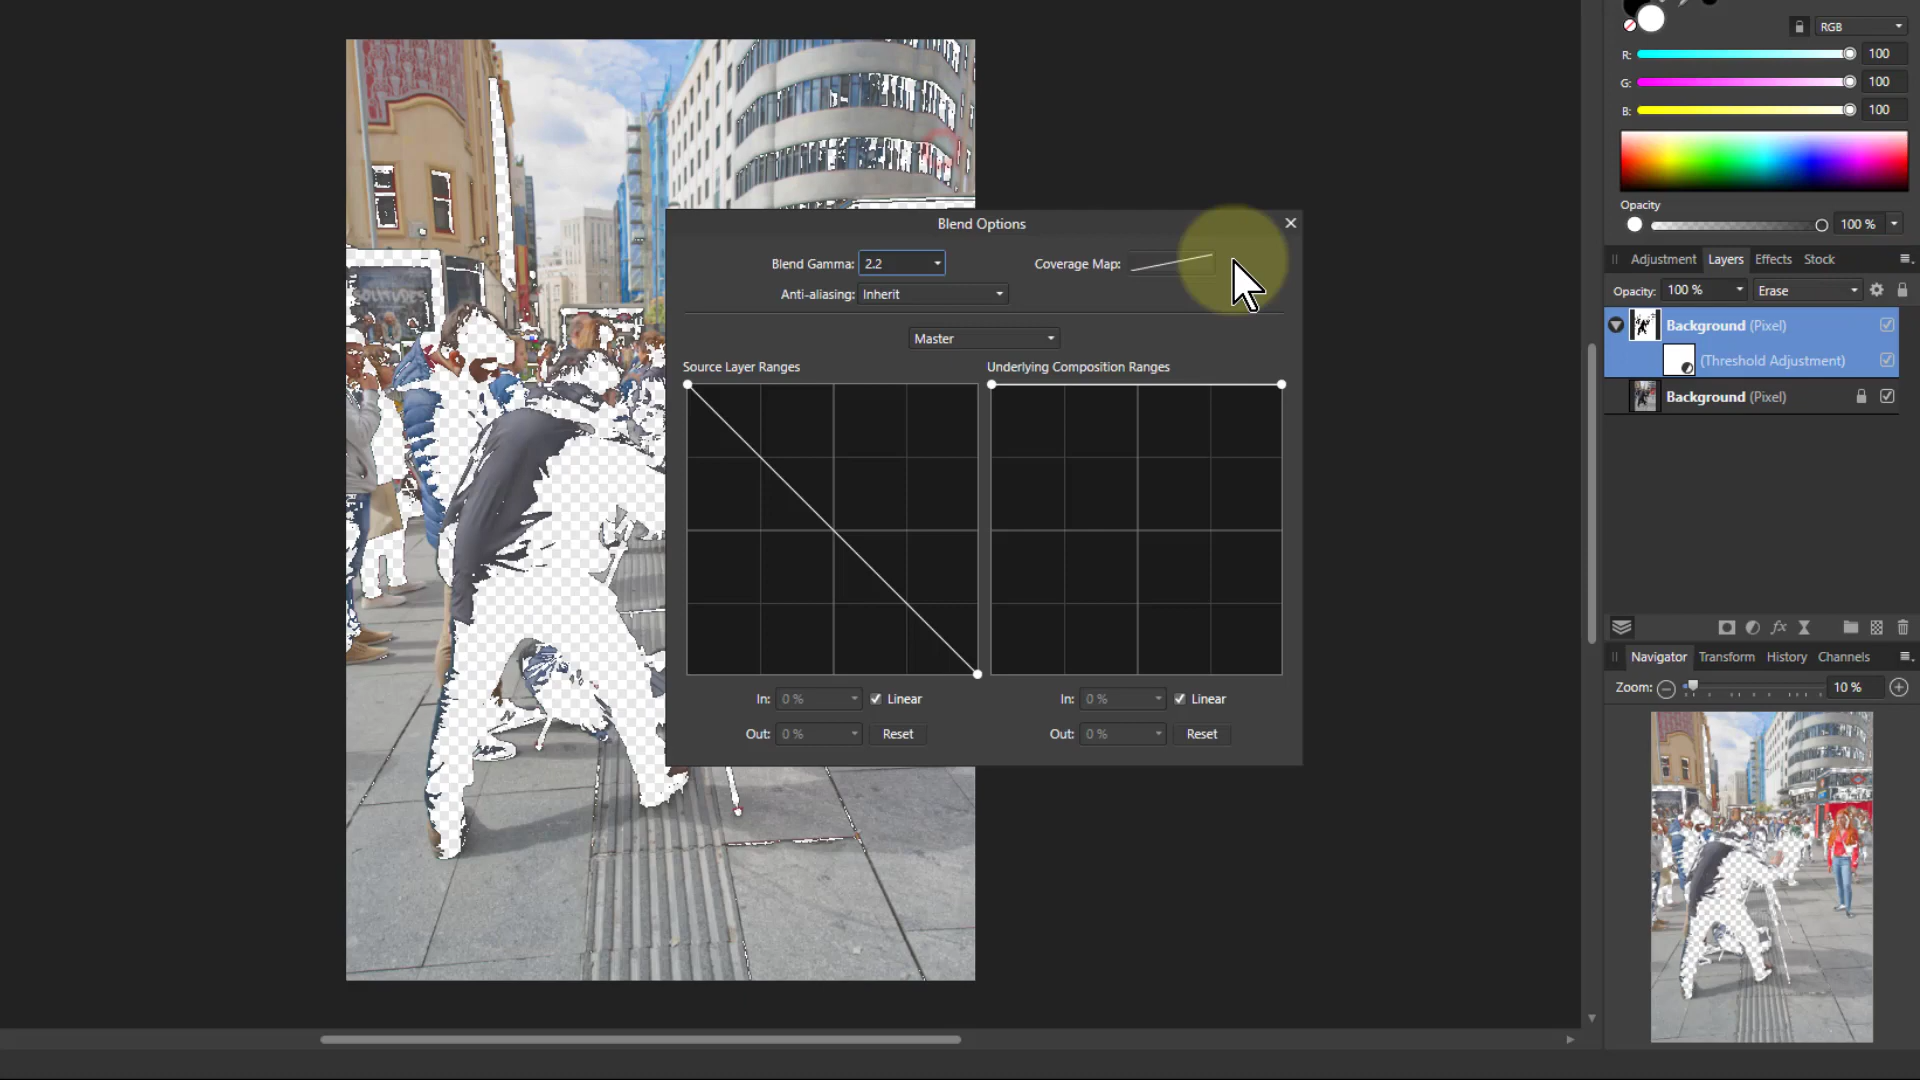 RGB
R: 100
G: 100
B: 100
Opacity
100 %
Adjustment Layers Effects Stock
Opacity: 100 % Erase
Background (Pixel)
(Threshold Adjustment)
Background (Pixel)
Blend Options
Blend Gamma: 2.2 Coverage Map:
Anti-aliasing: Inherit
Master
Source Layer Ranges Underlying Composition Ranges
In: 0 % Linear In: 0 % Linear
Out: 0 % Reset Out: 0 % Reset
fx
Navigator Transform History Channels
Zoom: 10 %
SOLITUDES